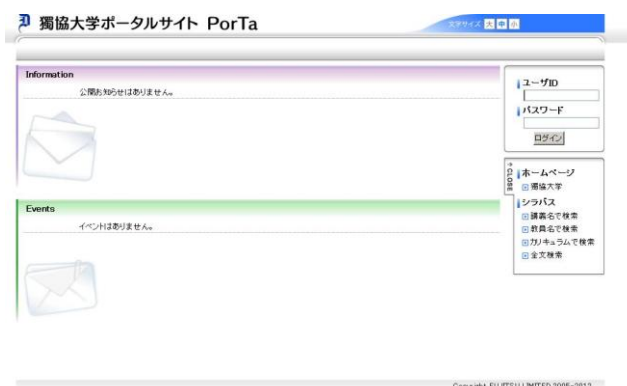 獨協大学ポータルサイト PorTa
文字サイズ 大 中 小
Information
公開お知らせはありません。
Events
イベントはありません。
ユーザID
パスワード
ログイン
CLOSE
ホームページ
獨協大学
シラバス
講義名で検索
教員名で検索
カリキュラムで検索
全文検索